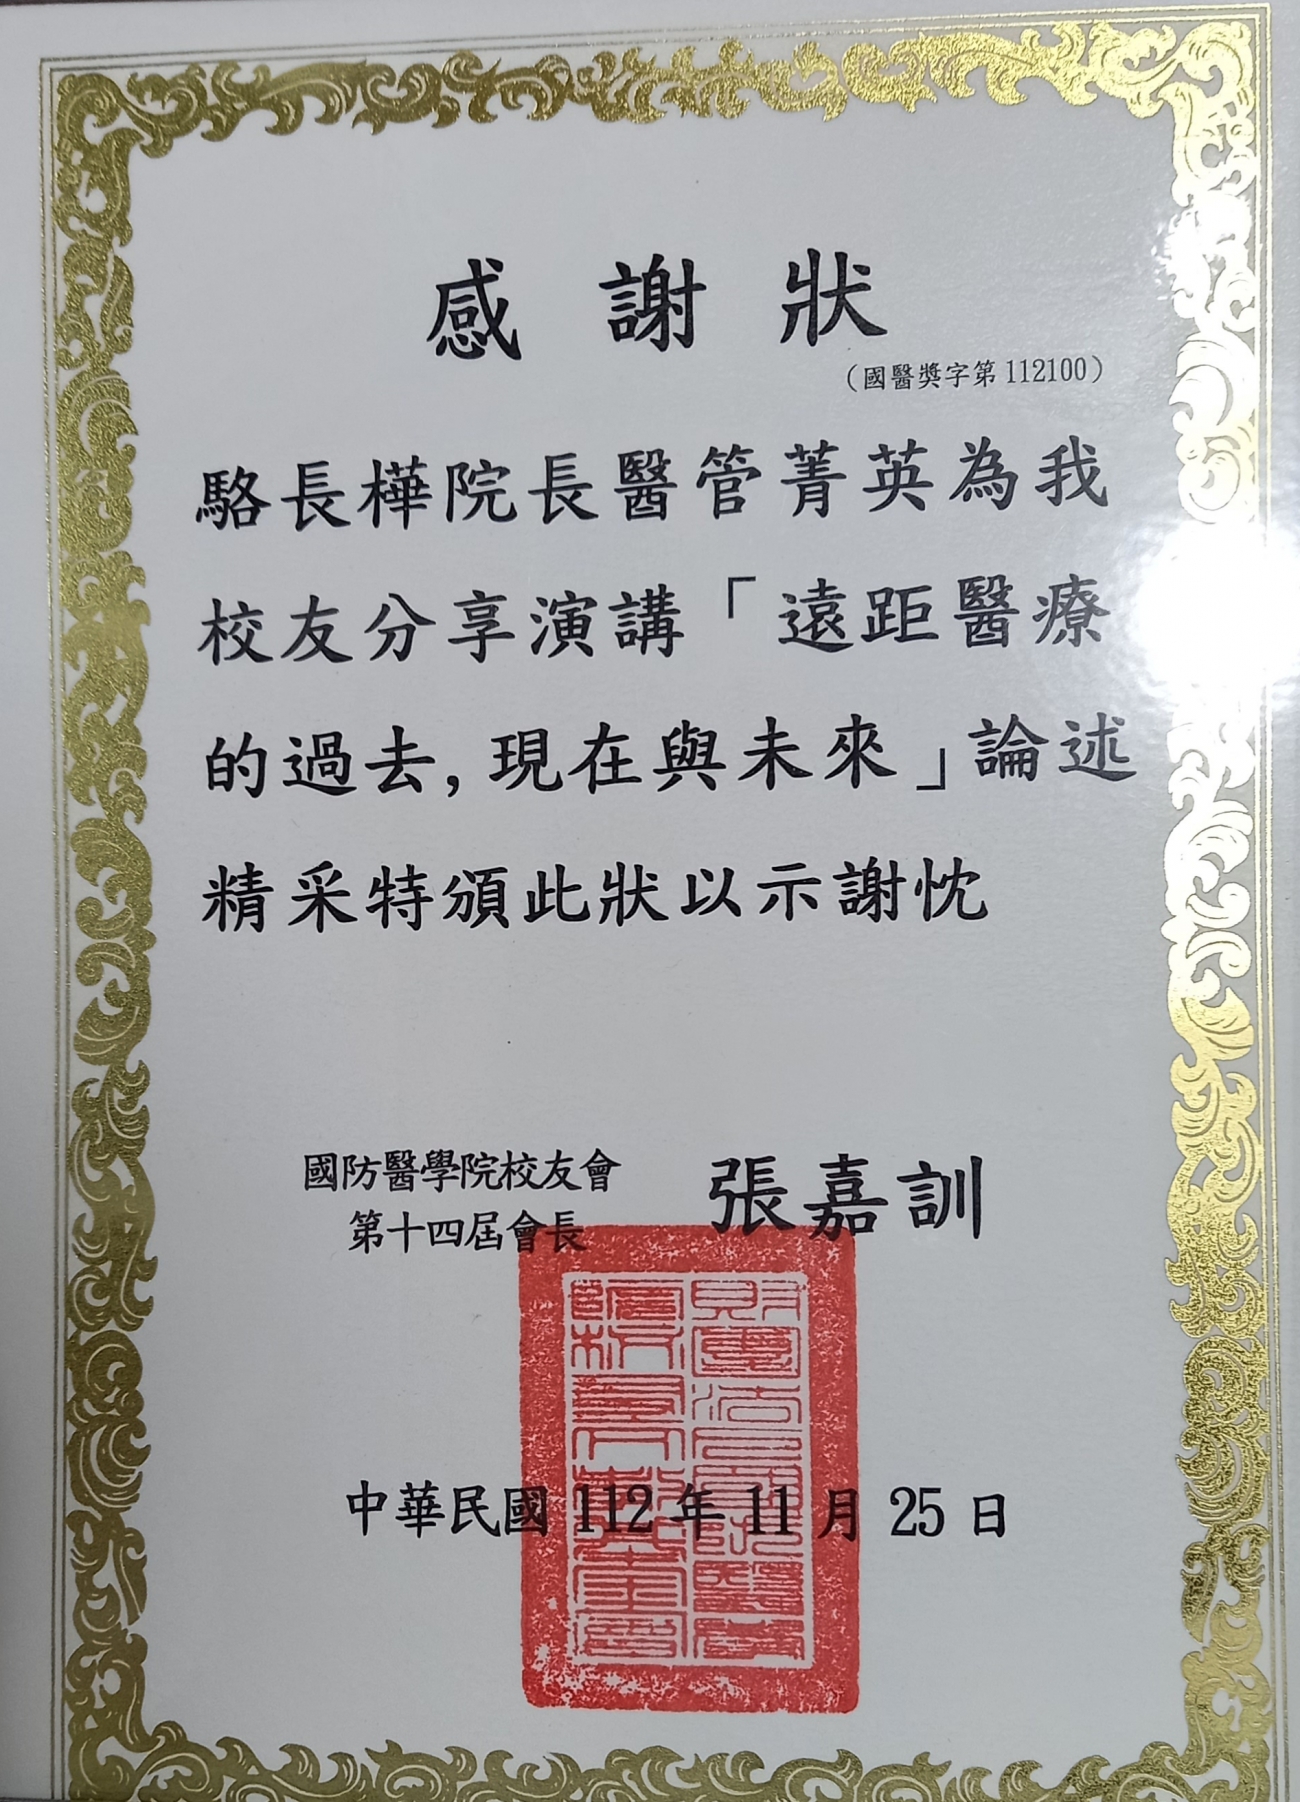 感謝狀
（國醫獎字第 112100）
駱長樺院長醫管菁英為我
校友分享演講「遠距醫療
的過去，現在與未來」論述
精采特頒此狀以示謝忱
國防醫學院校友會
第十四屆會長
張嘉訓
中華民國 112 年 11 月 25 日